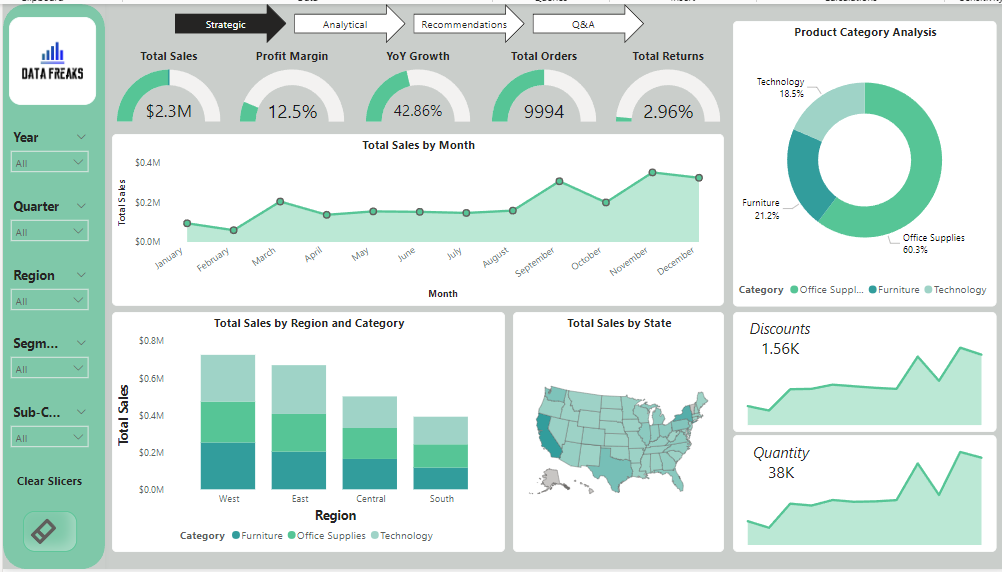 Strategic
Analytical
Recommendations
Q&A
DATA FREAKS
Year
All
Quarter
All
Region
All
Segm...
All
Sub-C...
All
Clear Slicers
Total Sales
$2.3M
Profit Margin
12.5%
YoY Growth
42.86%
Total Orders
9994
Total Returns
2.96%
Total Sales by Month
Total Sales
$0.4M
$0.2M
$0.0M
January
February
March
April
May
June
July
August
September
October
November
December
Month
Product Category Analysis
Technology
18.5%
Furniture
21.2%
Office Supplies
60.3%
Category Office Suppl... Furniture Technology
Total Sales by Region and Category
Total Sales
$0.8M
$0.6M
$0.4M
$0.2M
$0.0M
West
East
Central
South
Region
Category Furniture Office Supplies Technology
Total Sales by State
Discounts
1.56K
Quantity
38K